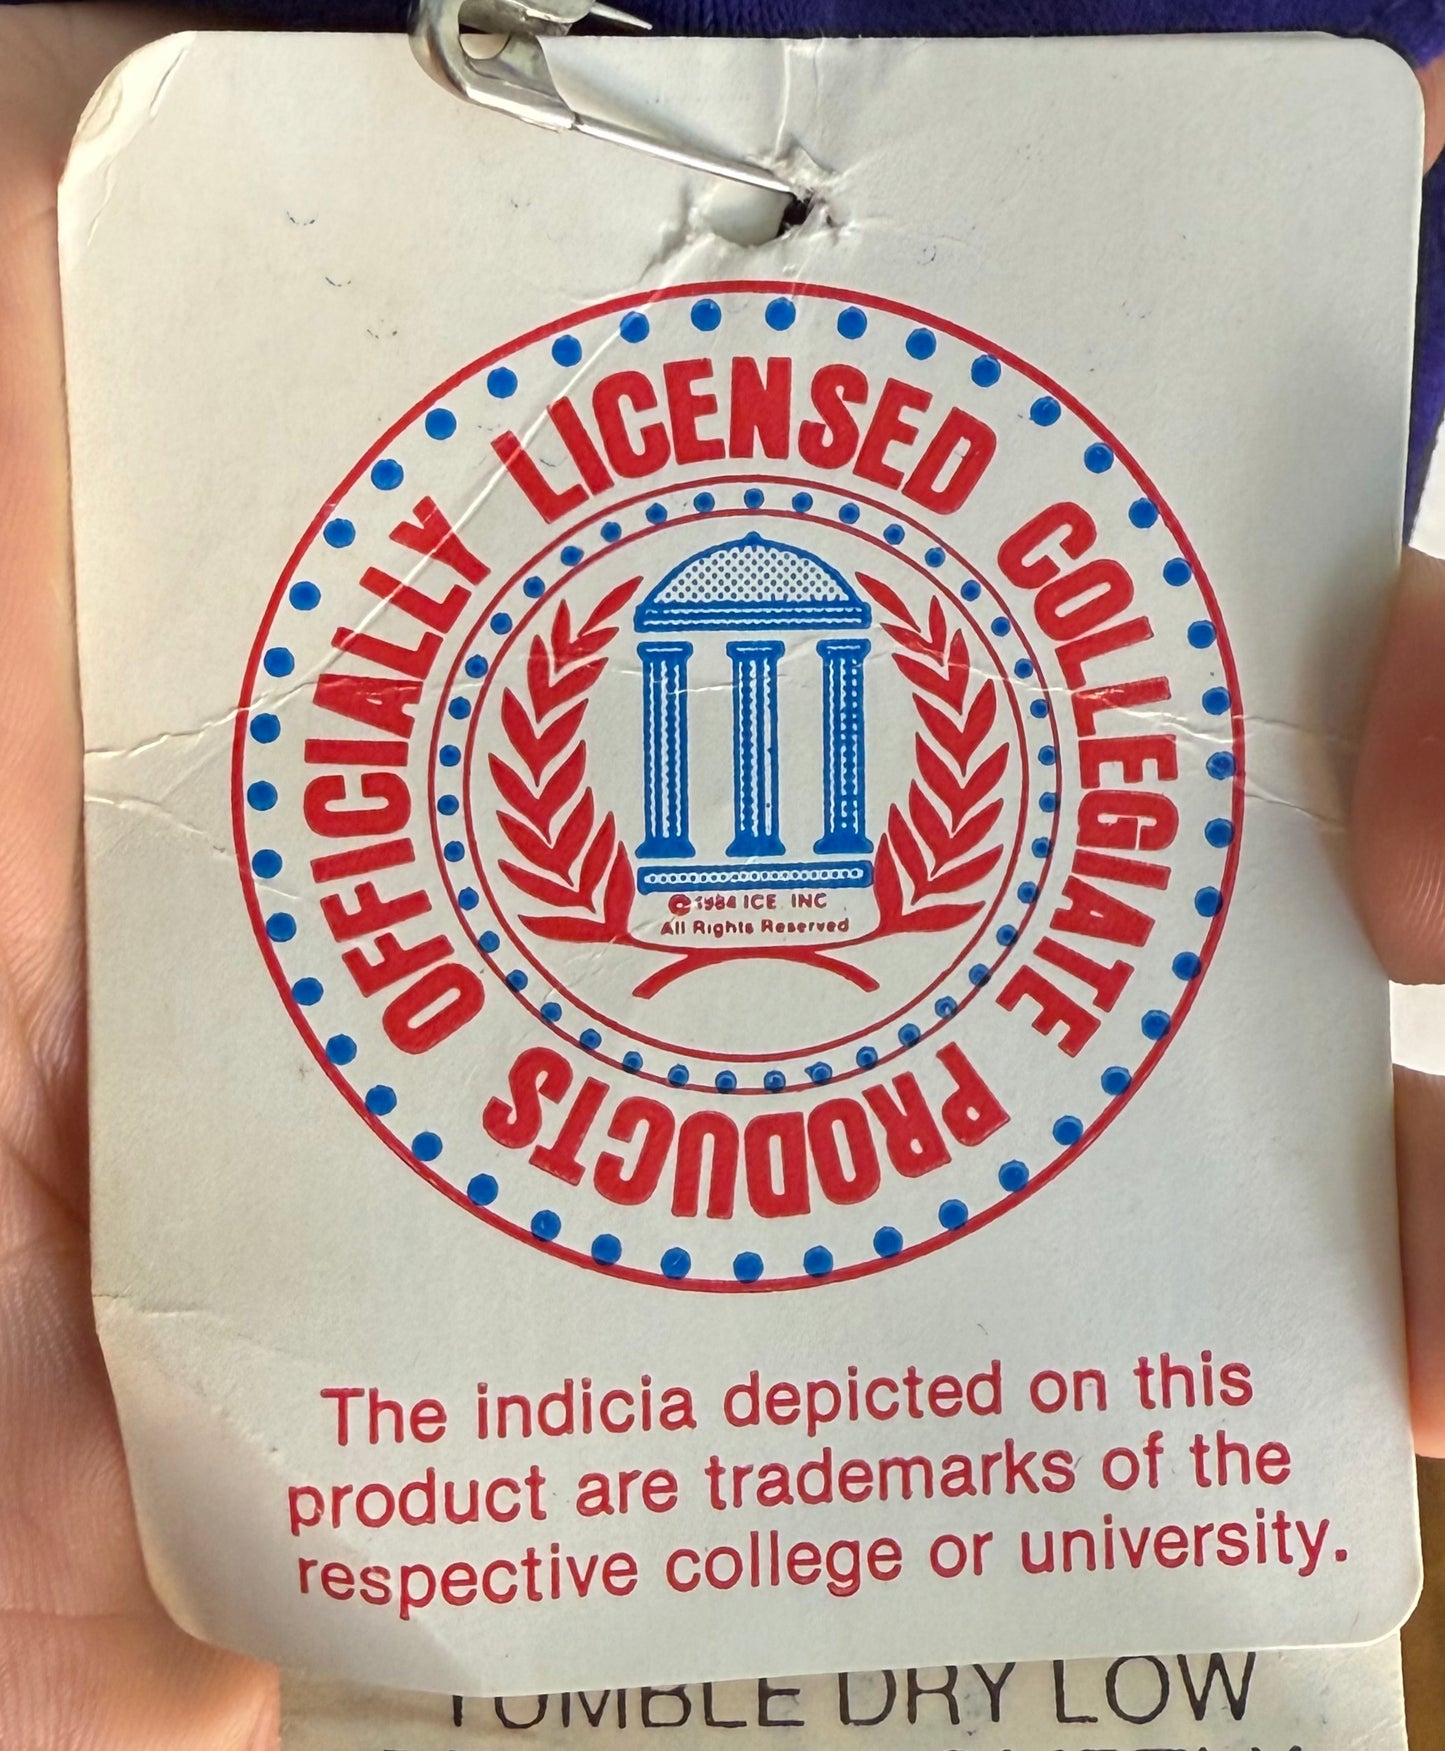 OFFICIALLY LICENSED COLLEGIATE PRODUCTS
© 1984 ICE. INC
All Rights Reserved
The indicia depicted on this
product are trademarks of the
respective college or university.
TUMBLE DRY LOW